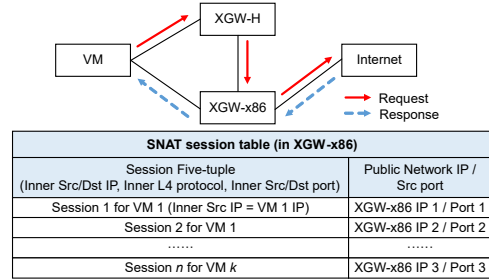 XGW-H
VM
Internet
XGW-x86
Request
Response
SNAT session table (in XGW-x86)
Session Five-tuple
(Inner Src/Dst IP, Inner L4 protocol, Inner Src/Dst port)
Public Network IP /
Src port
Session 1 for VM 1 (Inner Src IP = VM 1 IP)
XGW-x86 IP 1 / Port 1
Session 2 for VM 1
XGW-x86 IP 2 / Port 2
......
......
Session n for VM k
XGW-x86 IP 3 / Port 3